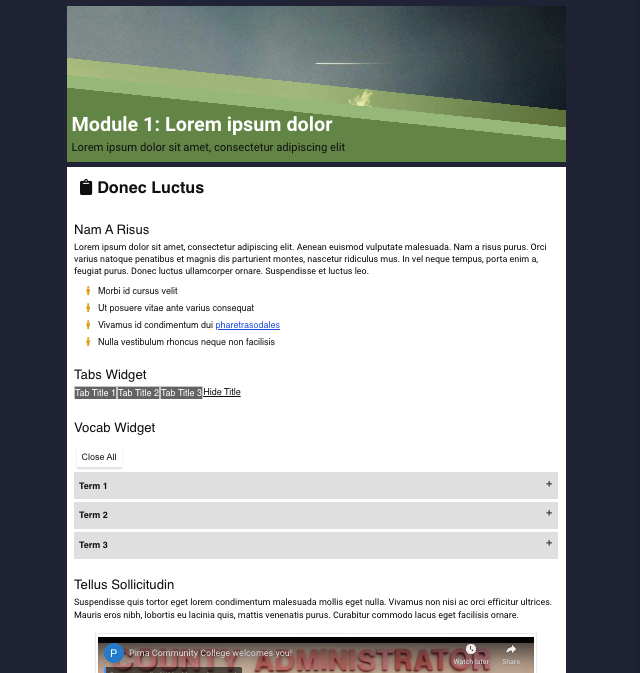 Module 1: Lorem ipsum dolor
Lorem ipsum dolor sit amet, consectetur adipiscing elit
Donec Luctus
Nam A Risus
Lorem ipsum dolor sit amet, consectetur adipiscing elit. Aenean euismod vulputate malesuada. Nam a risus purus. Orci
varius natoque penatibus et magnis dis parturient montes, nascetur ridiculus mus. In vel neque tempus, porta enim a,
feugiat purus. Donec luctus ullamcorper ornare. Suspendisse et luctus leo.
Morbi id cursus velit
Ut posuere vitae ante varius consequat
Vivamus id condimentum dui pharetrasodales
Nulla vestibulum rhoncus neque non facilisis
Tabs Widget
Tab Title 1 Tab Title 2 Tab Title 3 Hide Title
Vocab Widget
Close All
Term 1 +
Term 2 +
Term 3 +
Tellus Sollicitudin
Suspendisse quis tortor eget lorem condimentum malesuada mollis eget nulla. Vivamus non nisi ac orci efficitur ultrices.
Mauris eros nibh, lobortis eu lacinia quis, mattis venenatis purus. Curabitur commodo lacus eget facilisis ornare.
P Pima Community College welcomes you!
COUNTY ADMINISTRATOR
Watch later Share